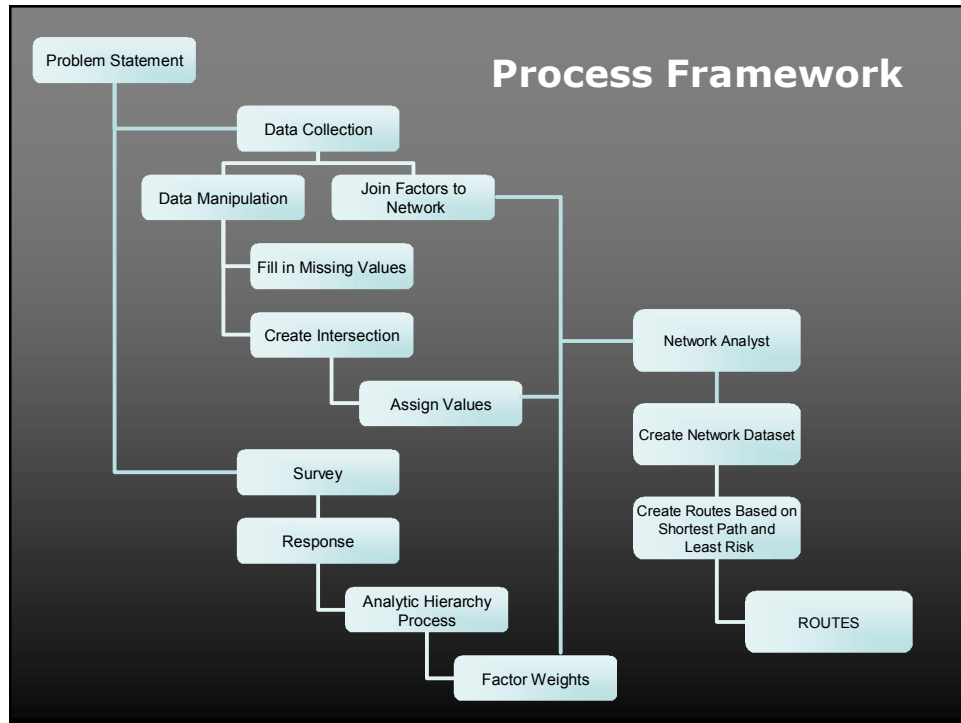 Process Framework
Problem Statement
Data Collection
Data Manipulation
Join Factors to
Network
Fill in Missing Values
Create Intersection
Assign Values
Survey
Response
Analytic Hierarchy
Process
Factor Weights
Network Analyst
Create Network Dataset
Create Routes Based on
Shortest Path and
Least Risk
ROUTES